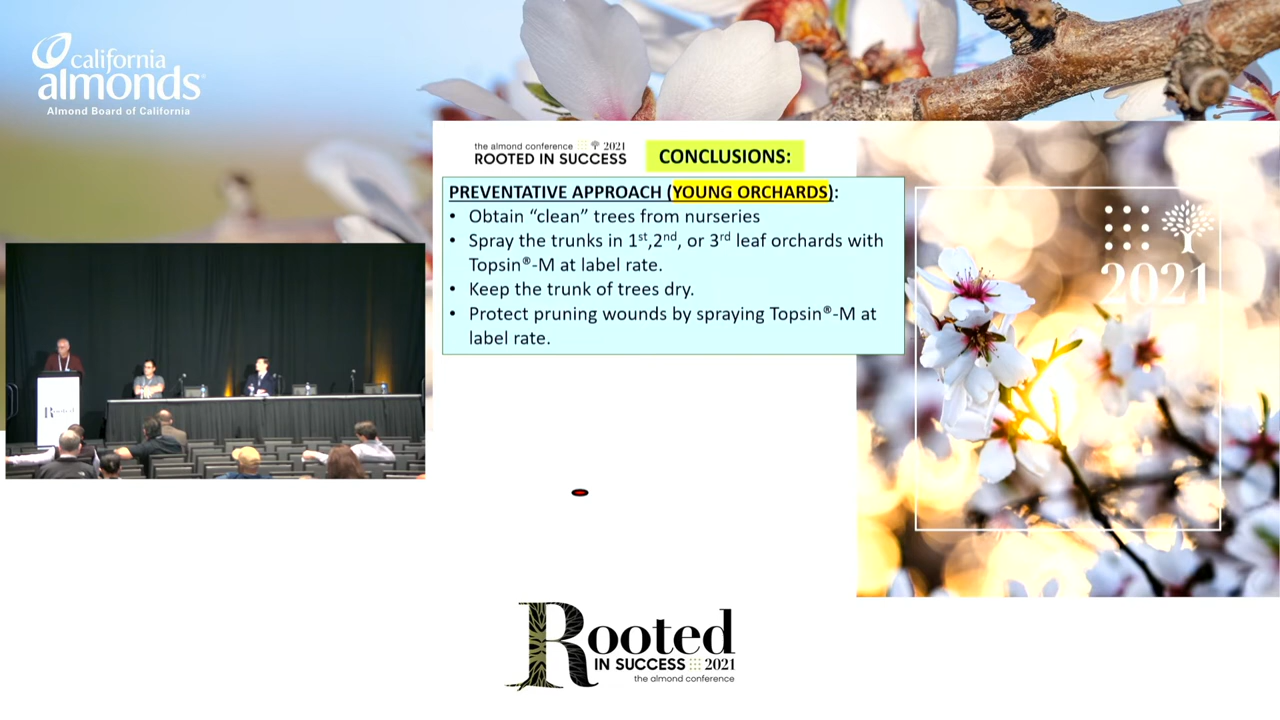 california
almonds®
Almond Board of California
the almond conference 2021
ROOTED IN SUCCESS
CONCLUSIONS:
PREVENTATIVE APPROACH (YOUNG ORCHARDS):
• Obtain “clean” trees from nurseries
• Spray the trunks in 1st,2nd, or 3rd leaf orchards with
Topsin®-M at label rate.
• Keep the trunk of trees dry.
• Protect pruning wounds by spraying Topsin®-M at
label rate.
2021
Rooted
Rooted
IN SUCCESS 2021
the almond conference